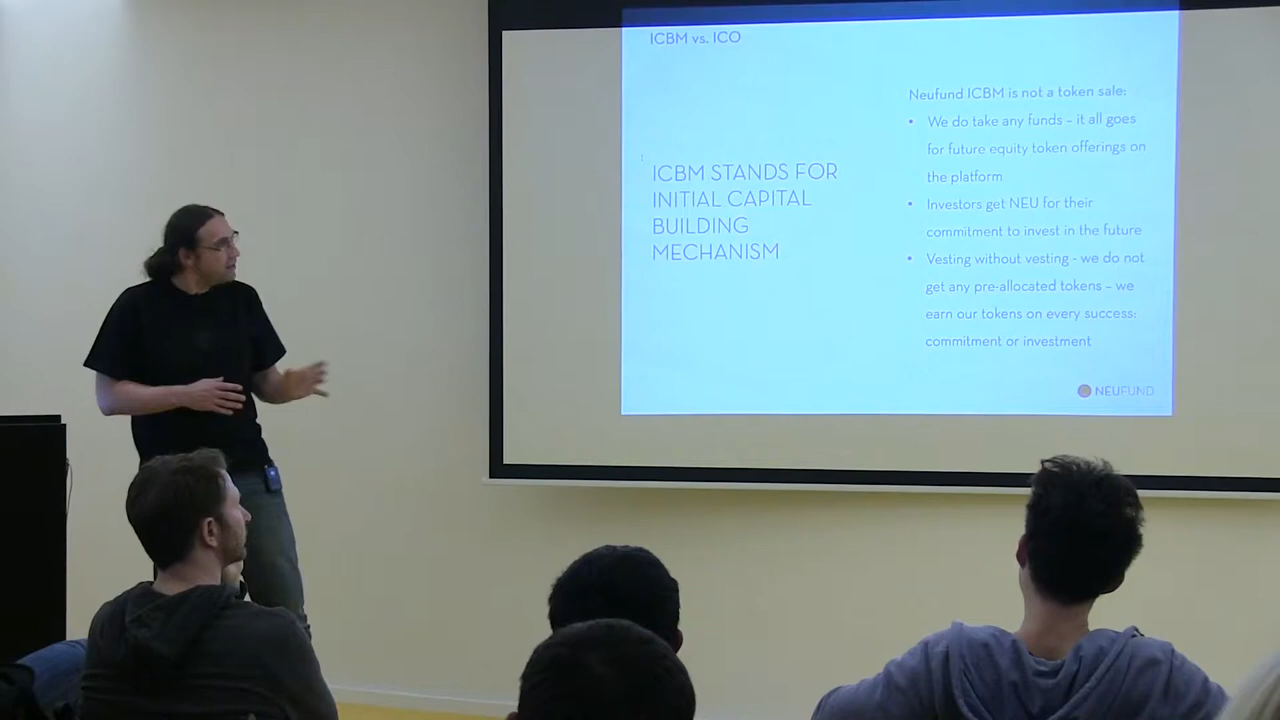 ICBM vs. ICO
ICBM STANDS FOR
INITIAL CAPITAL
BUILDING
MECHANISM
Neufund ICBM is not a token sale:
• We do take any funds – it all goes
for future equity token offerings on
the platform
• Investors get NEU for their
commitment to invest in the future
• Vesting without vesting - we do not
get any pre-allocated tokens – we
earn our tokens on every success:
commitment or investment
NEUFUND